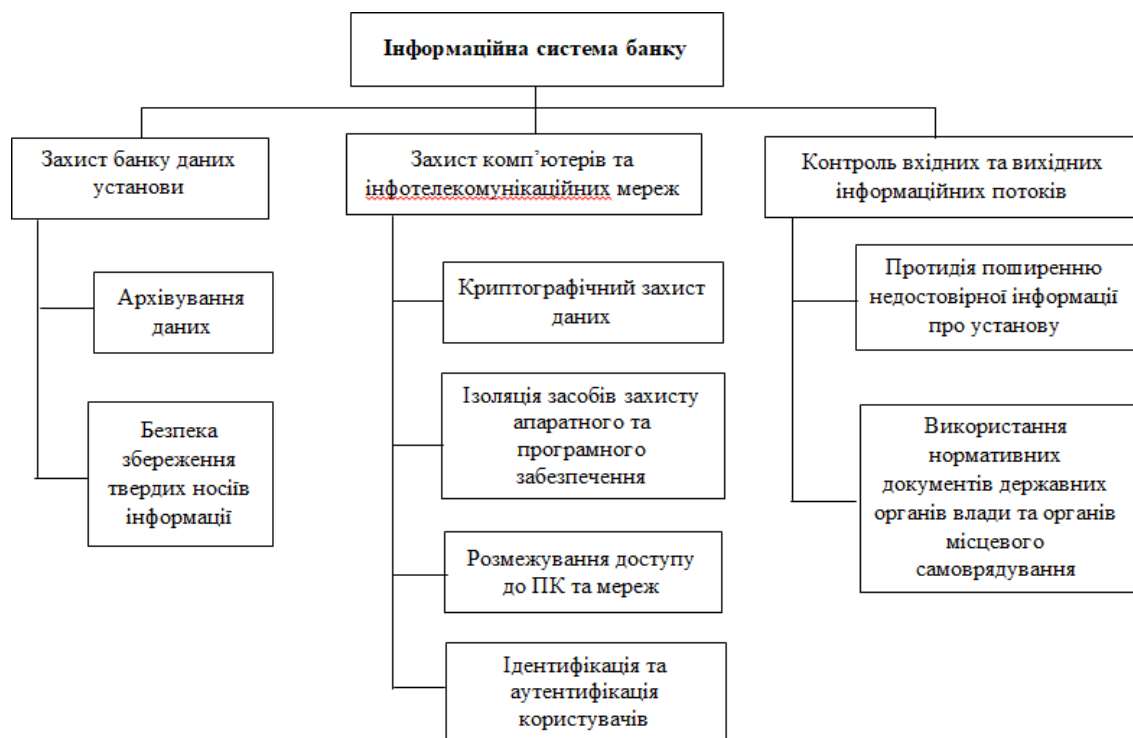 Інформаційна система банку
Захист банку даних
установи
Архівування
даних
Безпека
збереження
твердих носіїв
інформації
Захист комп’ютерів та
інфотелекомунікаційних мереж
Криптографічний захист
даних
Ізоляція засобів захисту
апаратного та
програмного
забезпечення
Розмежування доступу
до ПК та мереж
Ідентифікація та
аутентифікація
користувачів
Контроль вхідних та вихідних
інформаційних потоків
Протидія поширенню
недостовірної інформації
про установу
Використання
нормативних
документів державних
органів влади та органів
місцевого
самоврядування